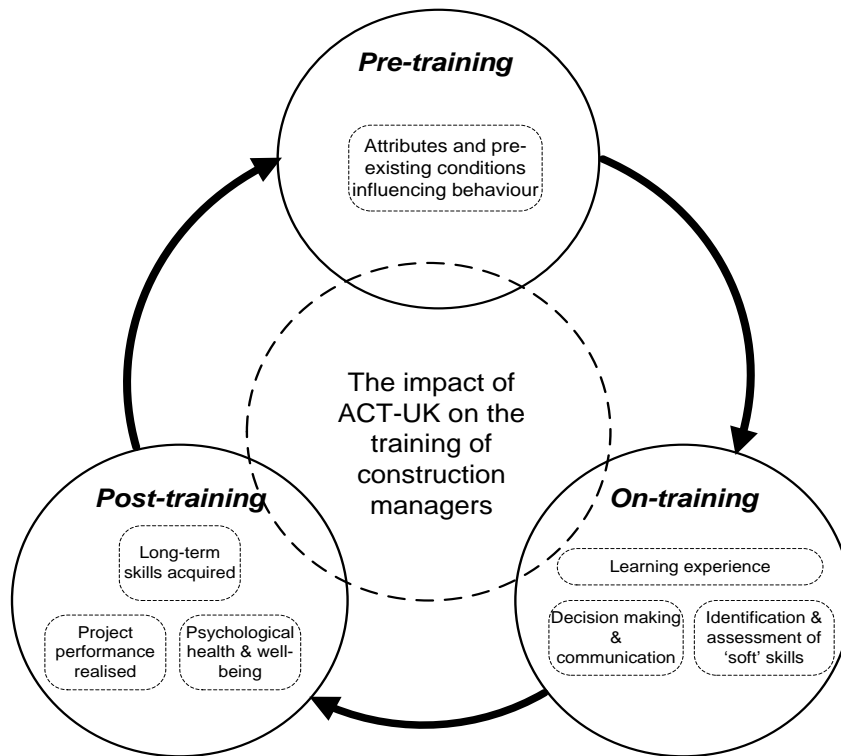 Pre-training
Attributes and pre-
existing conditions
influencing behaviour
The impact of
ACT-UK on the
training of
construction
managers
Post-training
Long-term
skills acquired
Project
performance
realised
Psychological
health & well-
being
On-training
Learning experience
Decision making
&
communication
Identification &
assessment of
‘soft’ skills